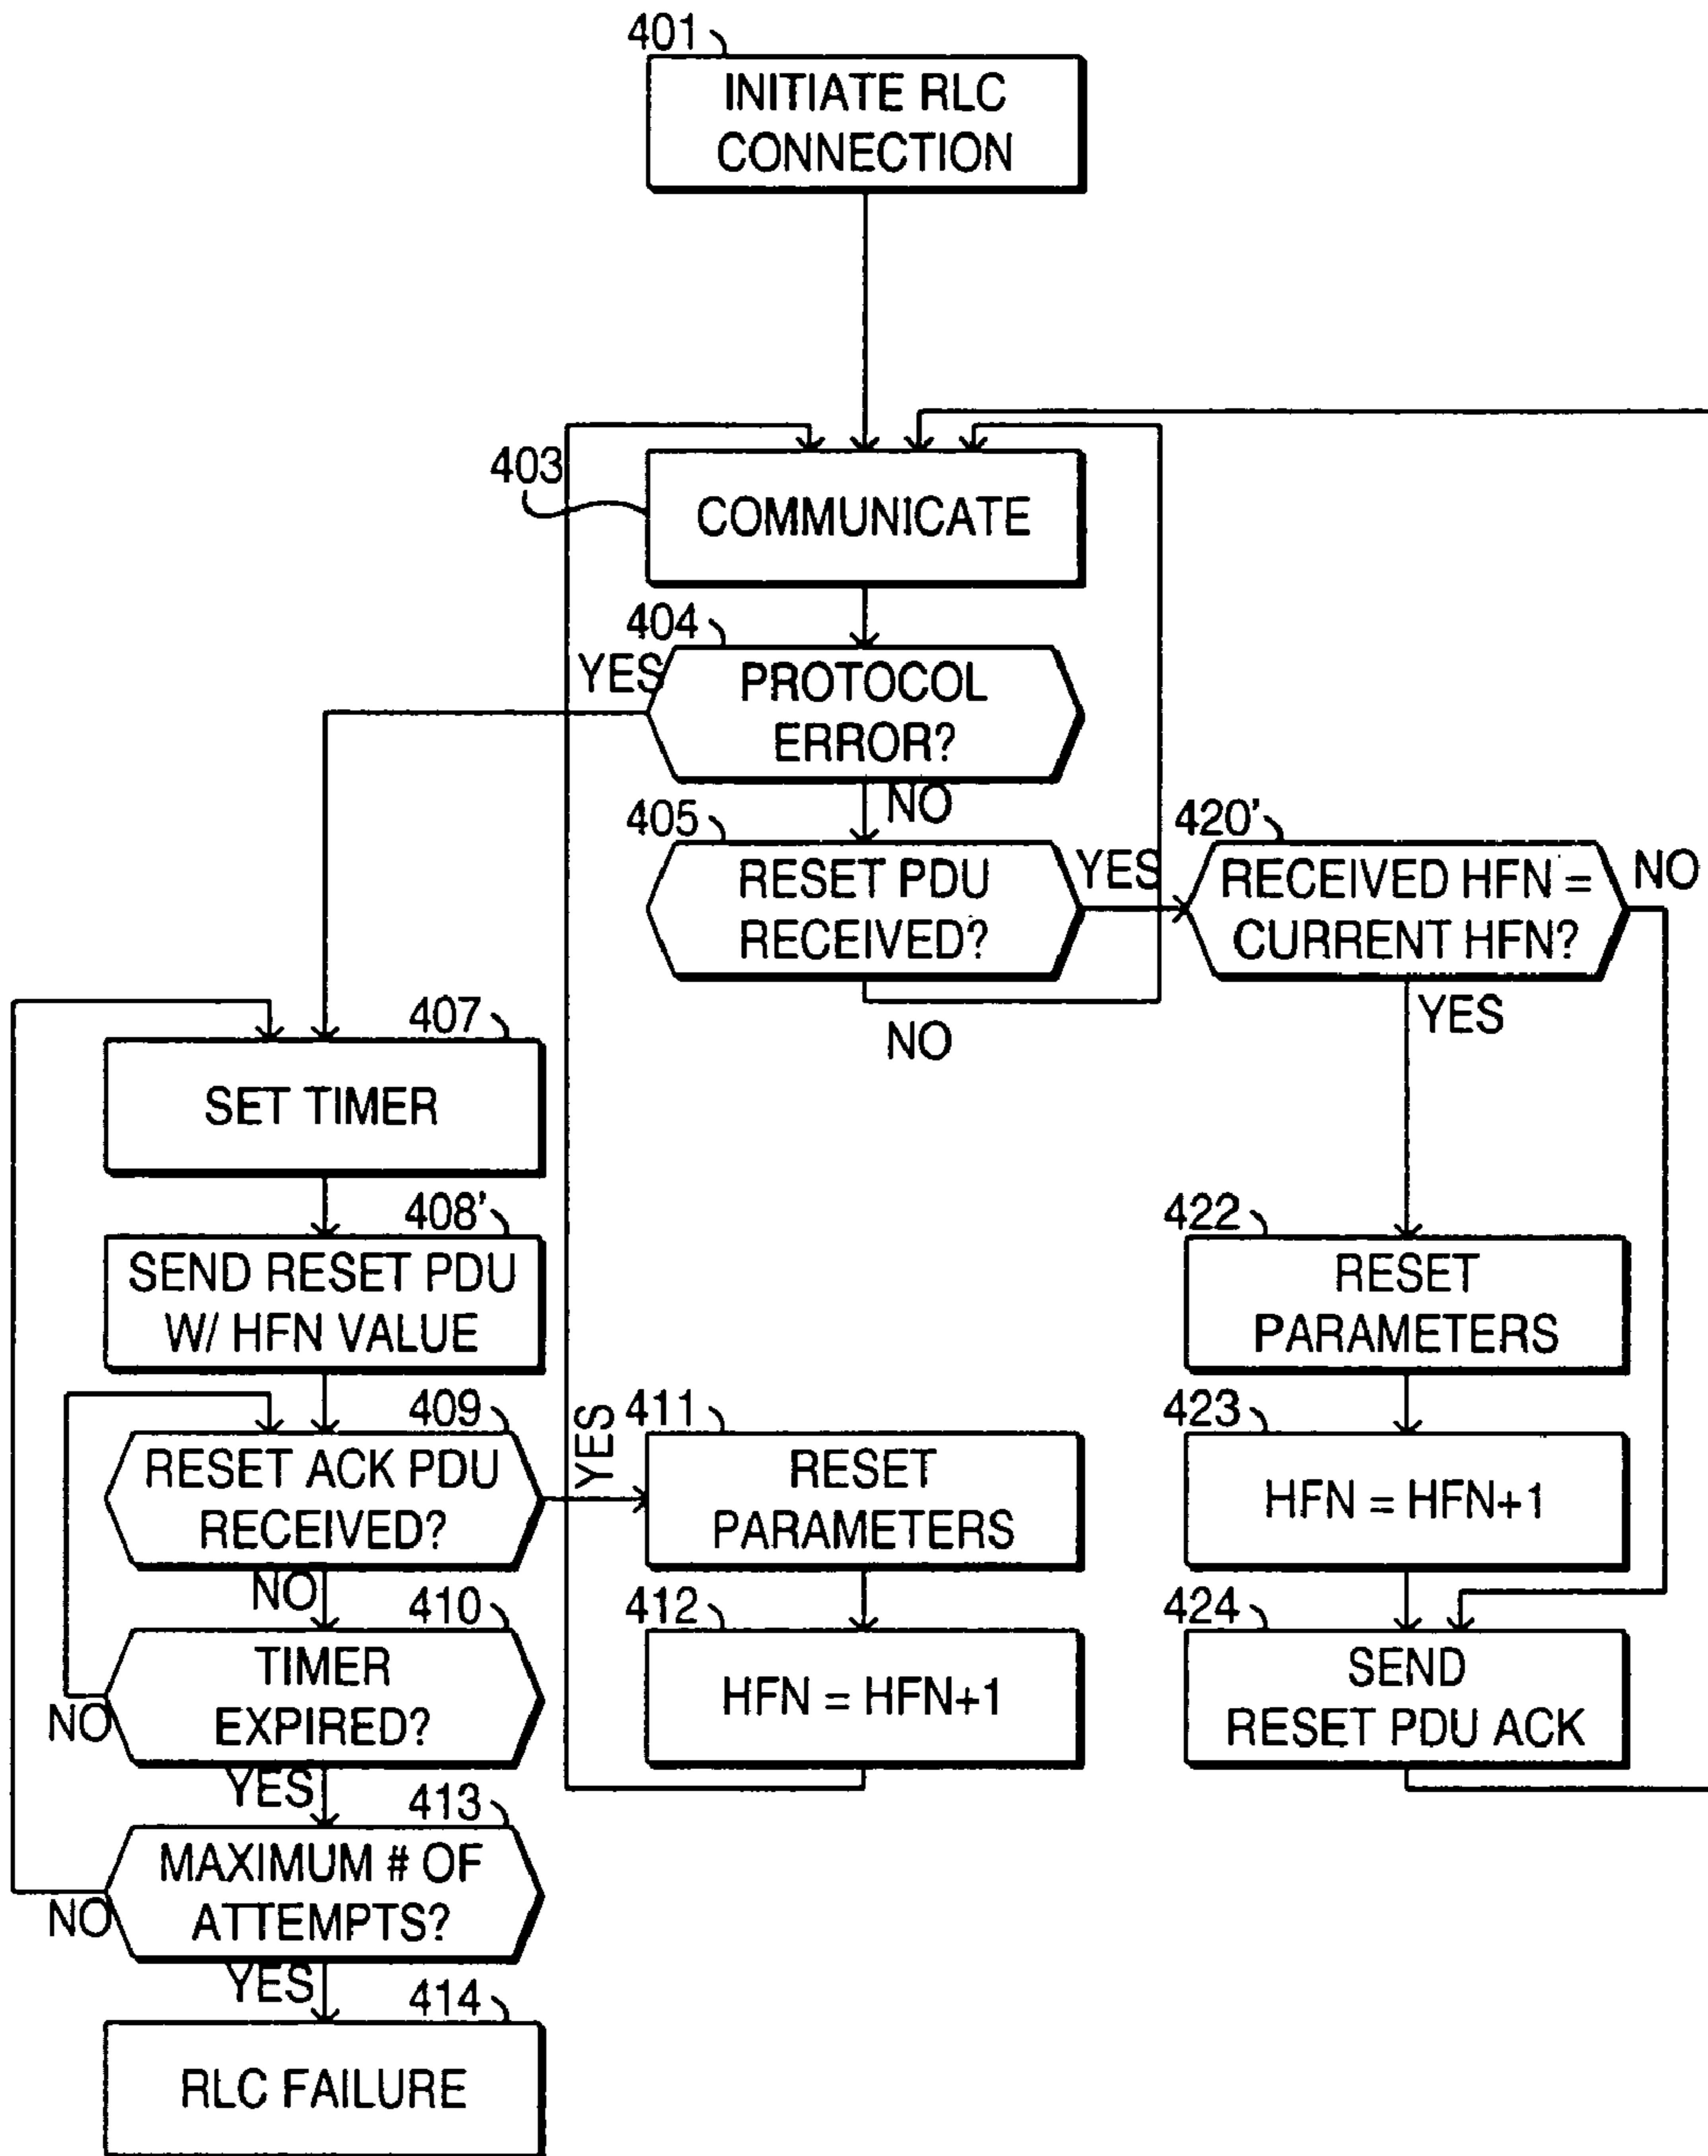 401
INITIATE RLC
CONNECTION
403
COMMUNICATE
404
YES
PROTOCOL
ERROR?
NO
405
RESET PDU
RECEIVED?
YES
NO
420'
RECEIVED HFN =
CURRENT HFN?
NO
YES
407
SET TIMER
408'
SEND RESET PDU
W/ HFN VALUE
409
RESET ACK PDU
RECEIVED?
YES
NO
410
TIMER
EXPIRED?
NO
YES
413
MAXIMUM # OF
ATTEMPTS?
NO
YES
414
RLC FAILURE
411
RESET
PARAMETERS
412
HFN = HFN+1
422
RESET
PARAMETERS
423
HFN = HFN+1
424
SEND
RESET PDU ACK